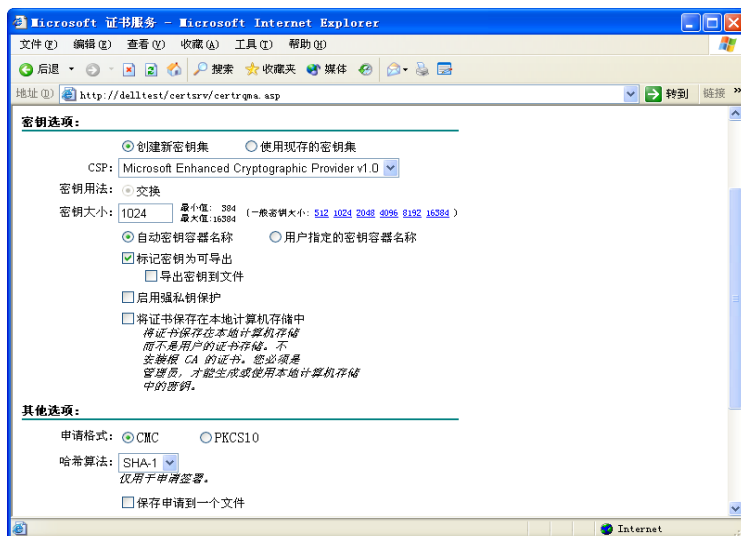 Microsoft 证书服务 - Microsoft Internet Explorer
文件(F) 编辑(E) 查看(V) 收藏(A) 工具(T) 帮助(H)
后退 搜索 收藏夹 媒体
地址(D) http://delltest/certsrv/certrqma.asp 转到 链接 »
密钥选项:
创建新密钥集 使用现存的密钥集
CSP: Microsoft Enhanced Cryptographic Provider v1.0
密钥用法: 交换
密钥大小: 1024 最小值: 384 最大值:16384 (一般密钥大小: 512 1024 2048 4096 8192 16384 )
自动密钥容器名称 用户指定的密钥容器名称
标记密钥为可导出
导出密钥到文件
启用强私钥保护
将证书保存在本地计算机存储中
将证书保存在本地计算机存储
而不是用户的证书存储。不
安装根 CA 的证书。您必须是
管理员，才能生成或使用本地计算机存储
中的密钥。
其他选项:
申请格式: CMC PKCS10
哈希算法: SHA-1
仅用于申请签署。
保存申请到一个文件
Internet